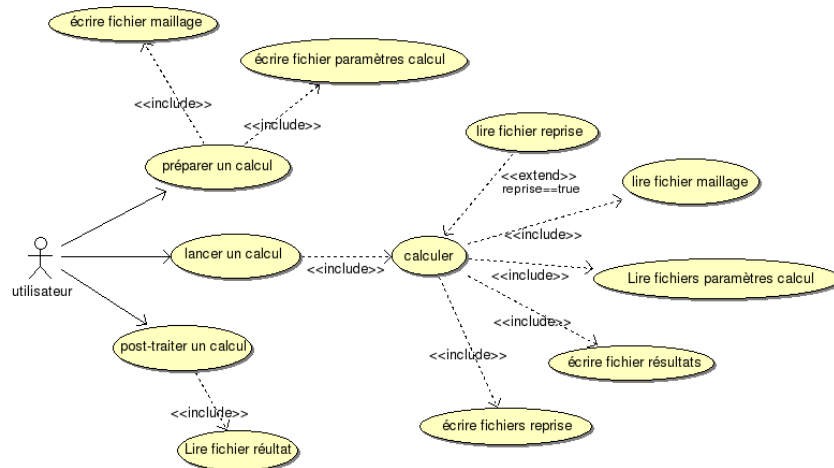 écrire fichier maillage
écrire fichier paramètres calcul
<<include>>
<<include>>
préparer un calcul
lire fichier reprise
<<extend>>
reprise==true
lire fichier maillage
<<include>>
lancer un calcul
<<include>>
calculer
<<include>>
Lire fichiers paramètres calcul
utilisateur
<<include>>
post-traiter un calcul
<<include>>
écrire fichier résultats
<<include>>
écrire fichiers reprise
Lire fichier réultat